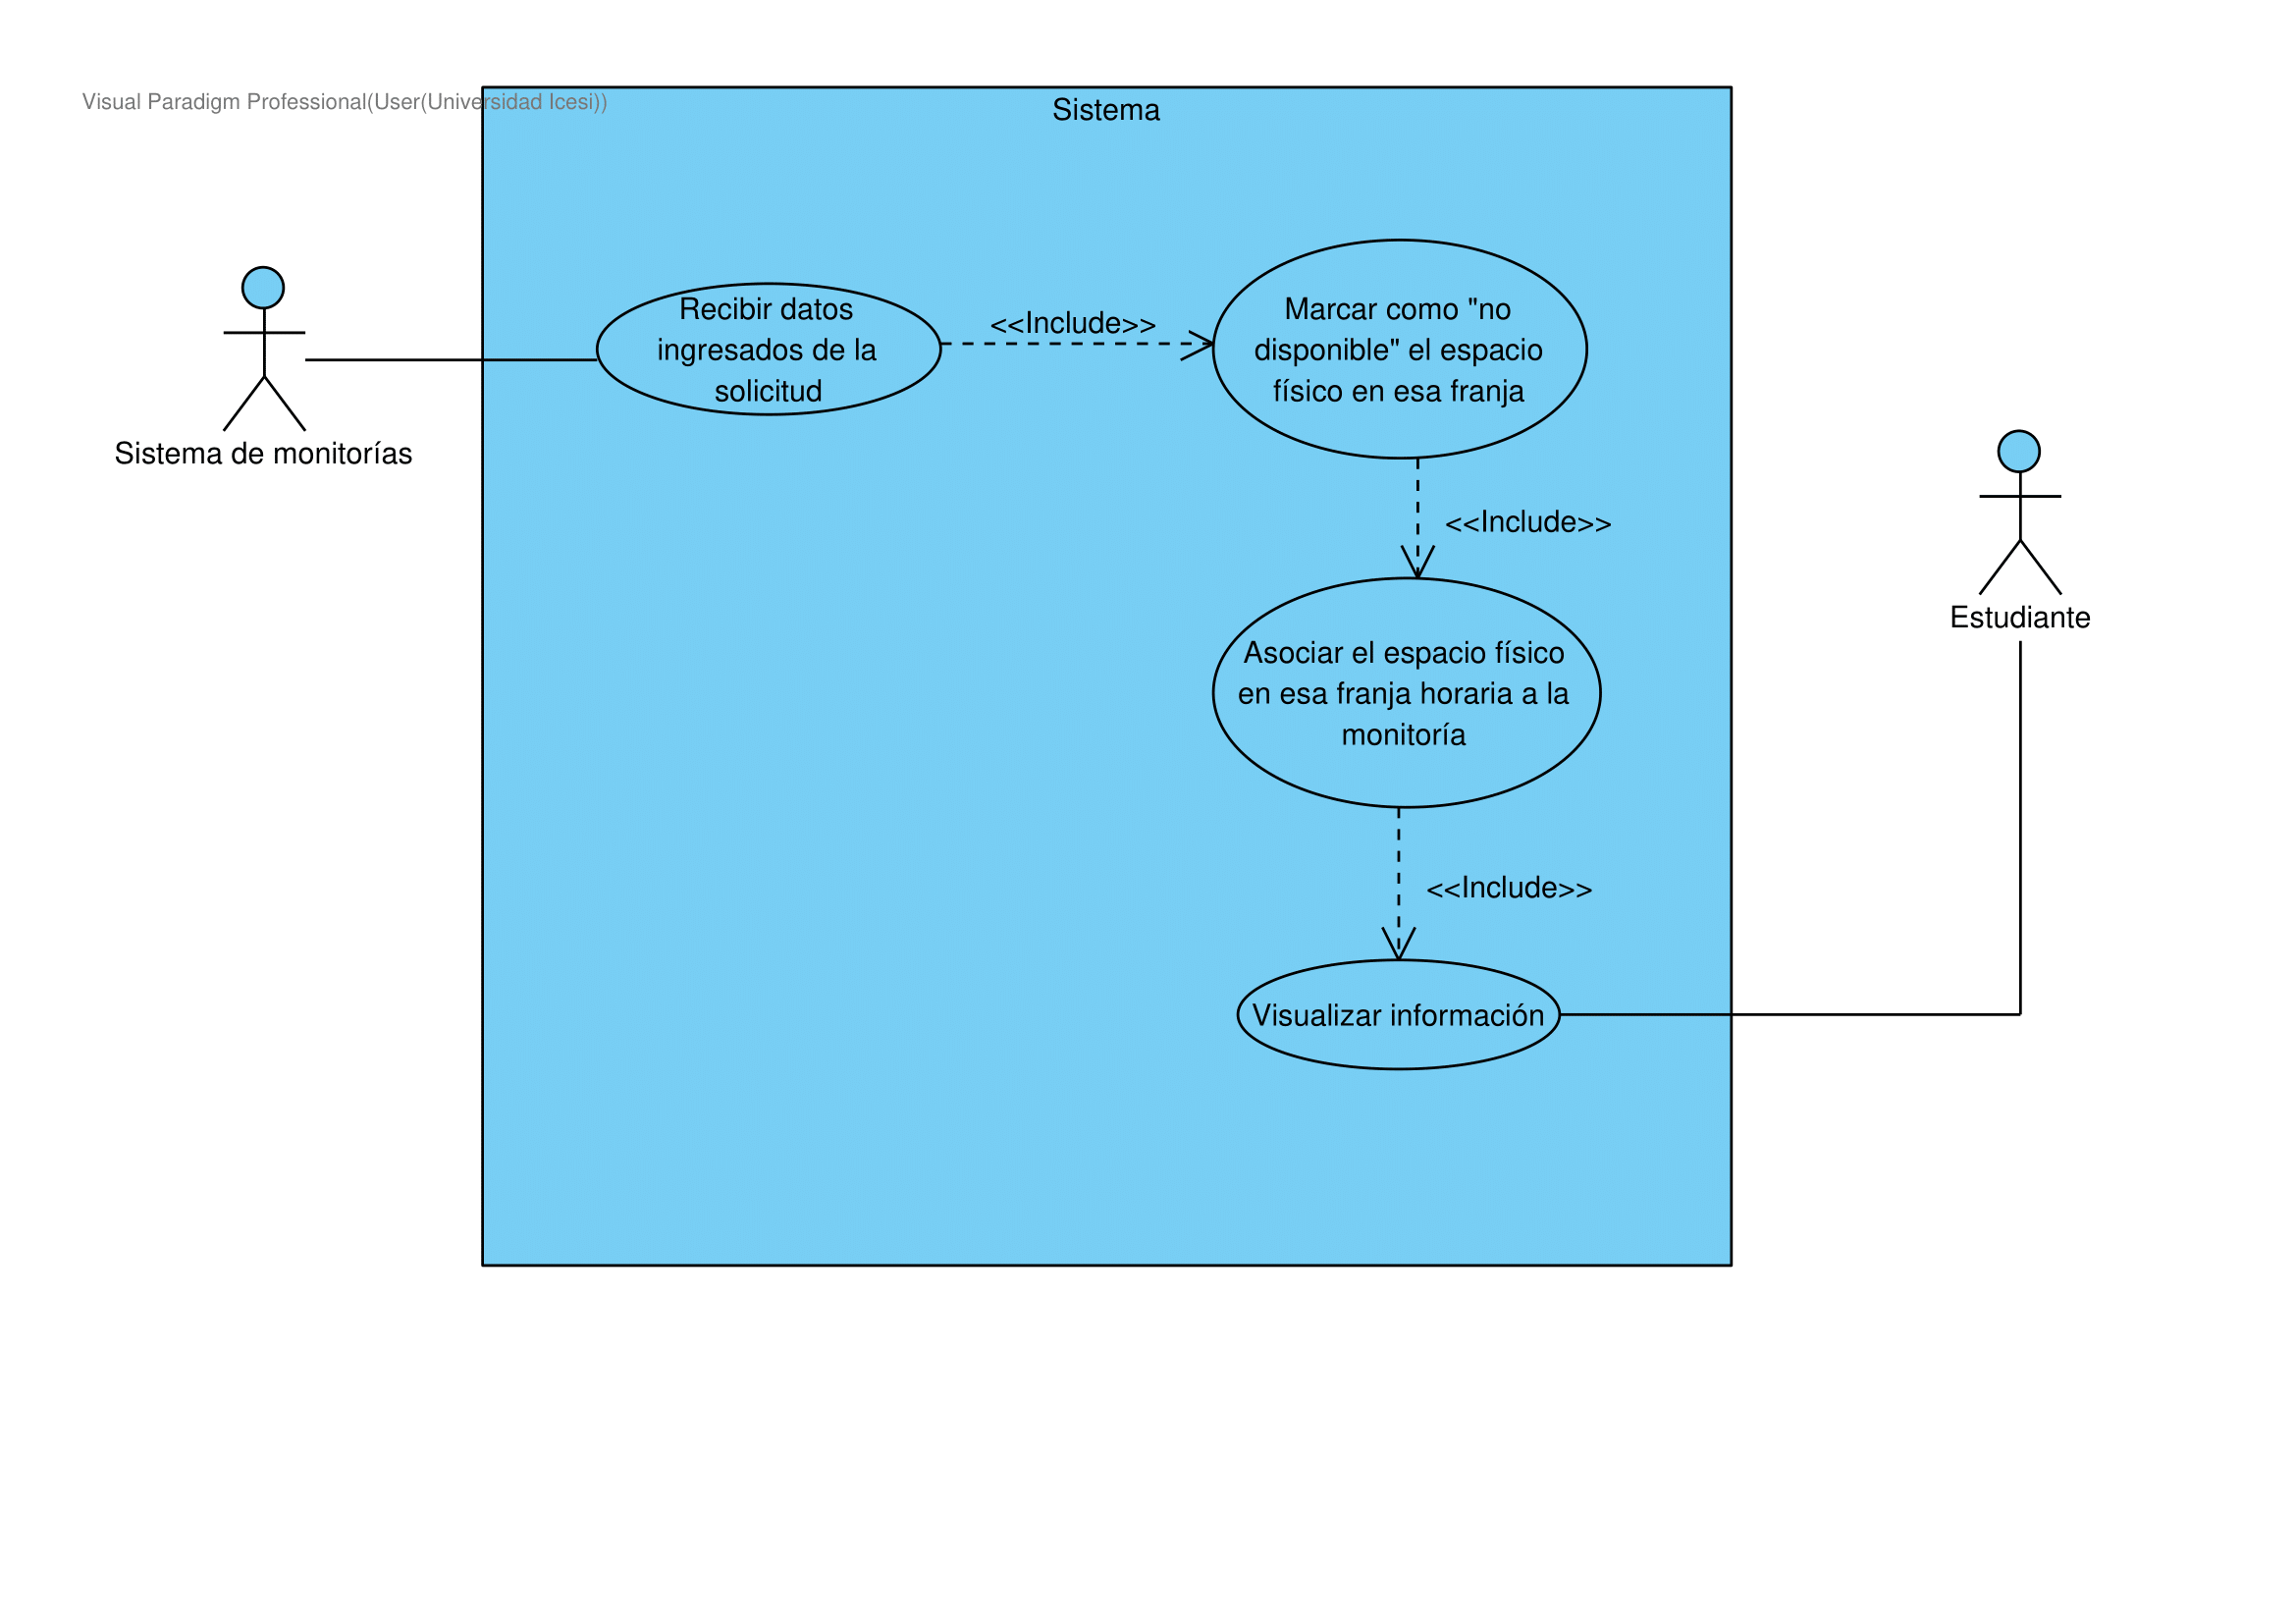 Visual Paradigm Professional(User(Universidad Icesi))
Sistema
Recibir datos
ingresados de la
solicitud
<<Include>>
Marcar como "no
disponible" el espacio
físico en esa franja
Sistema de monitorías
<<Include>>
Estudiante
Asociar el espacio físico
en esa franja horaria a la
monitoría
<<Include>>
Visualizar información